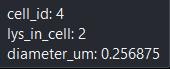 cell_id: 4
lys_in_cell: 2
diameter_um: 0.256875